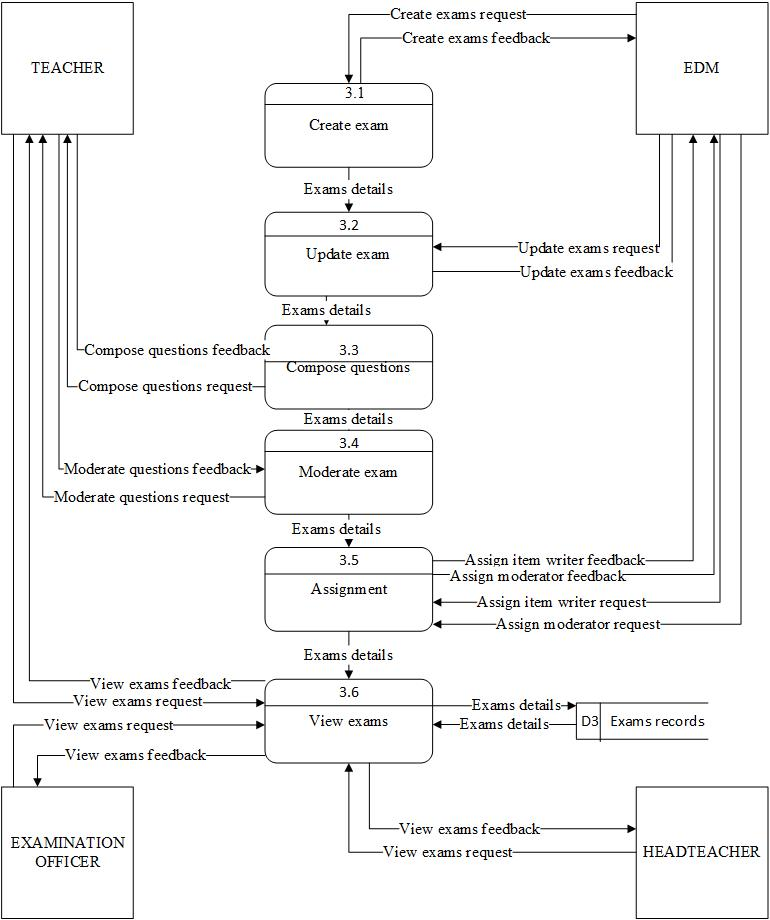 Create exams request
Create exams feedback
TEACHER
EDM
3.1
Create exam
Exams details
3.2
Update exam
Update exams request
Update exams feedback
Exams details
3.3
Compose questions
Compose questions feedback
Compose questions request
Exams details
3.4
Moderate exam
Moderate questions feedback
Moderate questions request
Exams details
3.5
Assignment
Assign item writer feedback
Assign moderator feedback
Assign item writer request
Assign moderator request
Exams details
3.6
View exams
View exams feedback
View exams request
View exams request
View exams feedback
Exams details
Exams details
D3 Exams records
EXAMINATION
OFFICER
View exams feedback
View exams request
HEADTEACHER